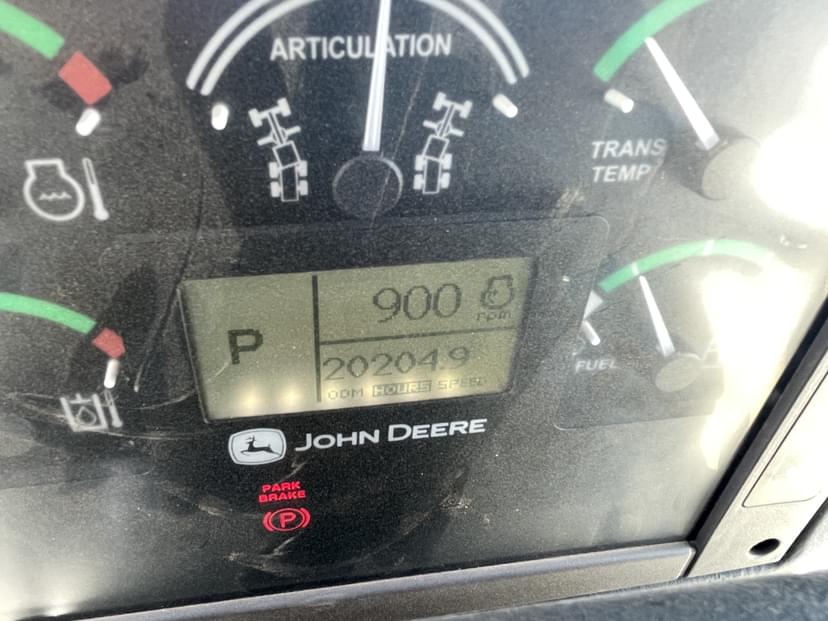 ARTICULATION
TRANS
TEMP
900
rpm
P
20204.9
ODM HOURS SPEED
FUEL
JOHN DEERE
PARK
BRAKE
P